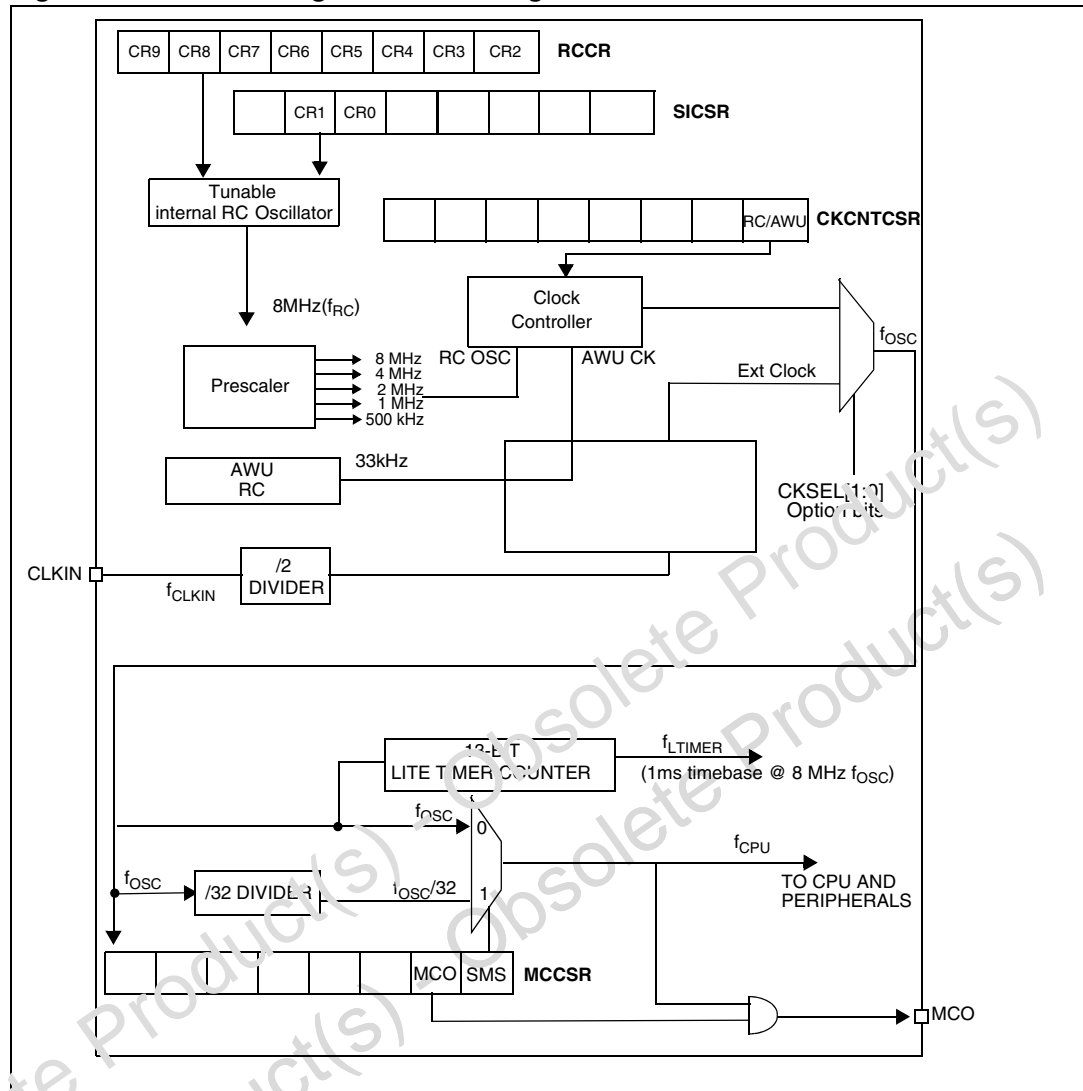 CR9 CR8 CR7 CR6 CR5 CR4 CR3 CR2 RCCR
CR1 CR0 SICSR
Tunable
internal RC Oscillator
RC/AWU CKCNTCSR
8MHz(fRC)
Clock
Controller
fOSC
RC OSC AWU CK
Prescaler
8 MHz
4 MHz
2 MHz
1 MHz
500 kHz
Ext Clock
33kHz
AWU
RC
CKSEL[1:0]
Option bits
CLKIN
fCLKIN
/2
DIVIDER
13-BIT
LITE TIMER COUNTER
fLTIMER
(1ms timebase @ 8 MHz fOSC)
fOSC
0
fCPU
TO CPU AND
PERIPHERALS
fOSC
/32 DIVIDER
fOSC/32
1
MCO SMS MCCSR
MCO
Obsolete Product(s)
Obsolete Product(s)
ete Product(s) -
Product(s) -